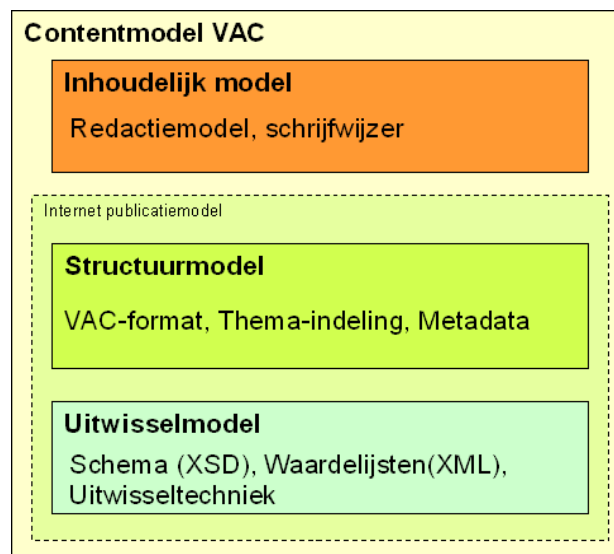 Contentmodel VAC
Inhoudelijk model
Redactiemodel, schrijfwijzer
Internet publicatiemodel
Structuurmodel
VAC-format, Thema-indeling, Metadata
Uitwisselmodel
Schema (XSD), Waardelijsten(XML),
Uitwisseltechniek